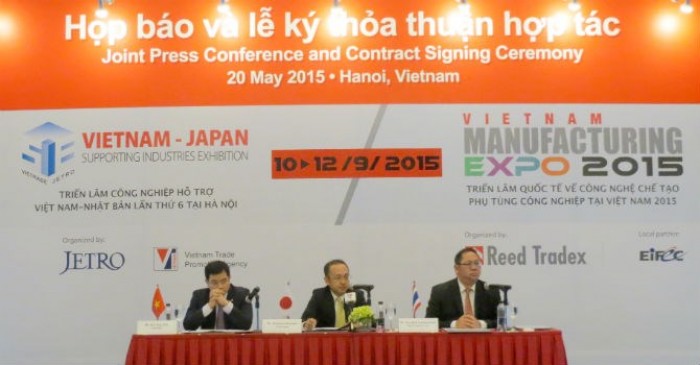 Họp báo và lễ ký thỏa thuận hợp tác
Joint Press Conference and Contract Signing Ceremony
20 May 2015 • Hanoi, Vietnam
VIETNAM - JAPAN
SUPPORTING INDUSTRIES EXHIBITION
TRIỂN LÃM CÔNG NGHIỆP HỖ TRỢ
VIỆT NAM-NHẬT BẢN LẦN THỨ 6 TẠI HÀ NỘI
10 ▶ 12/9/2015
VIETNAM
MANUFACTURING
EXPO 2015
TRIỂN LÃM QUỐC TẾ VỀ CÔNG NGHỆ CHẾ TẠO
PHỤ TÙNG CÔNG NGHIỆP TẠI VIỆT NAM 2015
Organized by:
JETRO
Vietnam Trade
Organized by:
Reed Tradex
Local partner: